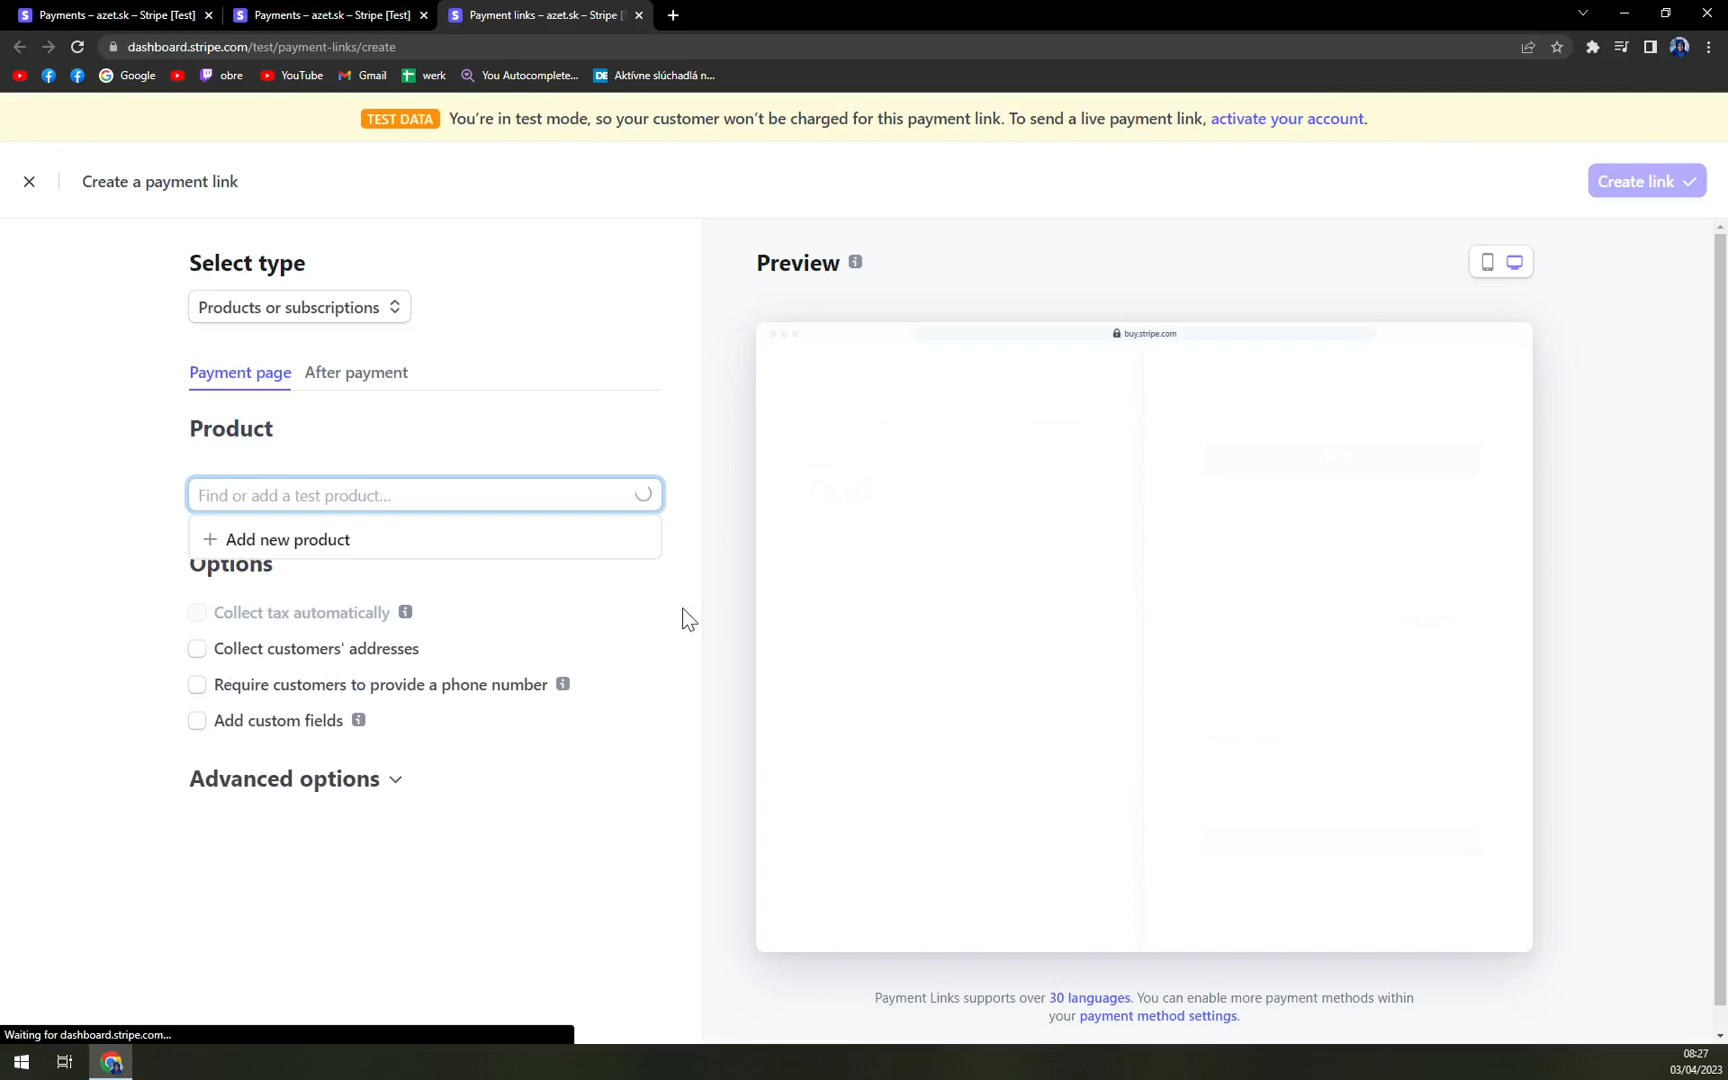 Payments – azet.sk – Stripe [Test]
Payments – azet.sk – Stripe [Test]
Payment links – azet.sk – Stripe [
dashboard.stripe.com/test/payment-links/create
Google
obre
YouTube
Gmail
werk
You Autocomplete...
DE Aktívne slúchadlá n...
TEST DATA You're in test mode, so your customer won't be charged for this payment link. To send a live payment link, activate your account.
Create a payment link
Create link
Select type
Products or subscriptions
Payment page After payment
Product
Find or add a test product...
Add new product
Options
Collect tax automatically
Collect customers' addresses
Require customers to provide a phone number
Add custom fields
Advanced options
Preview
buy.stripe.com
Payment Links supports over 30 languages. You can enable more payment methods within
your payment method settings.
Waiting for dashboard.stripe.com...
08:27
03/04/2023